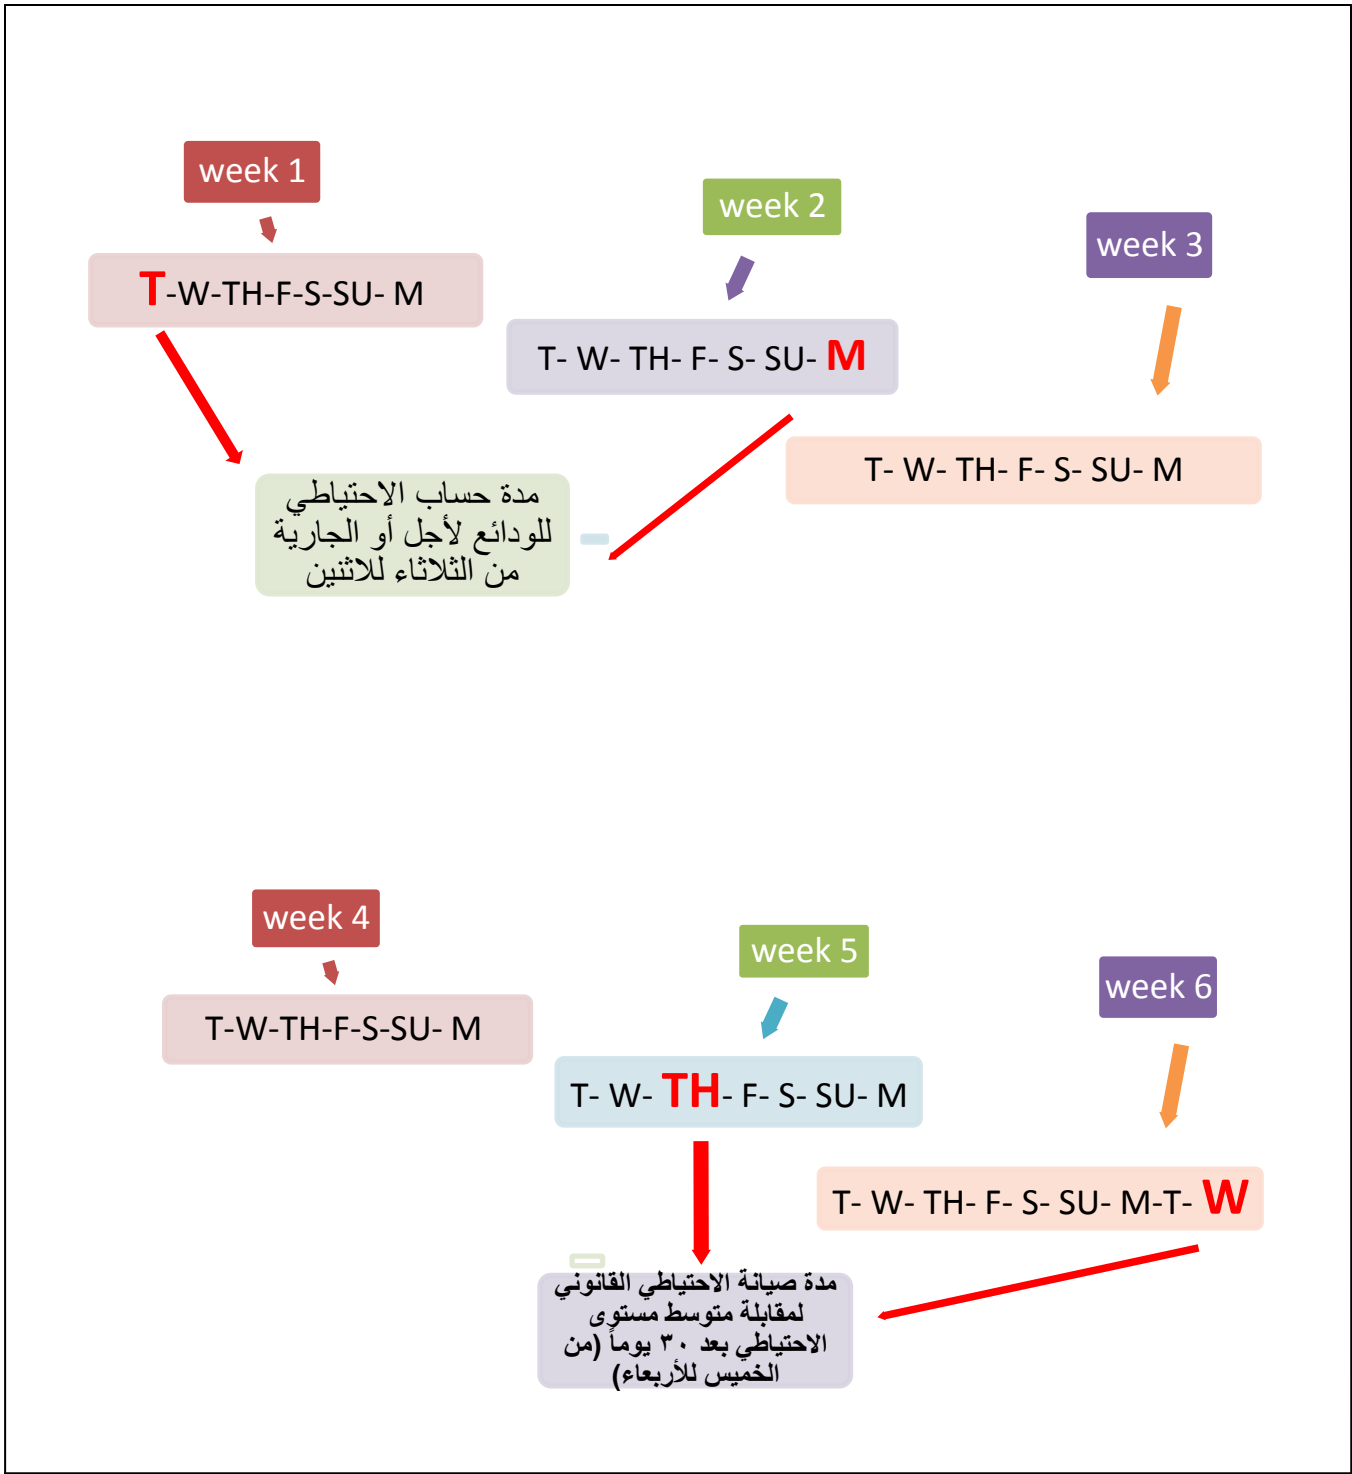 week 1
T-W-TH-F-S-SU- M
week 2
T- W- TH- F- S- SU- M
week 3
T- W- TH- F- S- SU- M
مدة حساب الاحتياطي
للودائع لأجل أو الجارية
من الثلاثاء للاثنين
week 4
T-W-TH-F-S-SU- M
week 5
T- W- TH- F- S- SU- M
week 6
T- W- TH- F- S- SU- M-T- W
مدة صيانة الاحتياطي القانوني
لمقابلة متوسط مستوى
الاحتياطي بعد ٣٠ يوماً (من
الخميس للأربعاء)